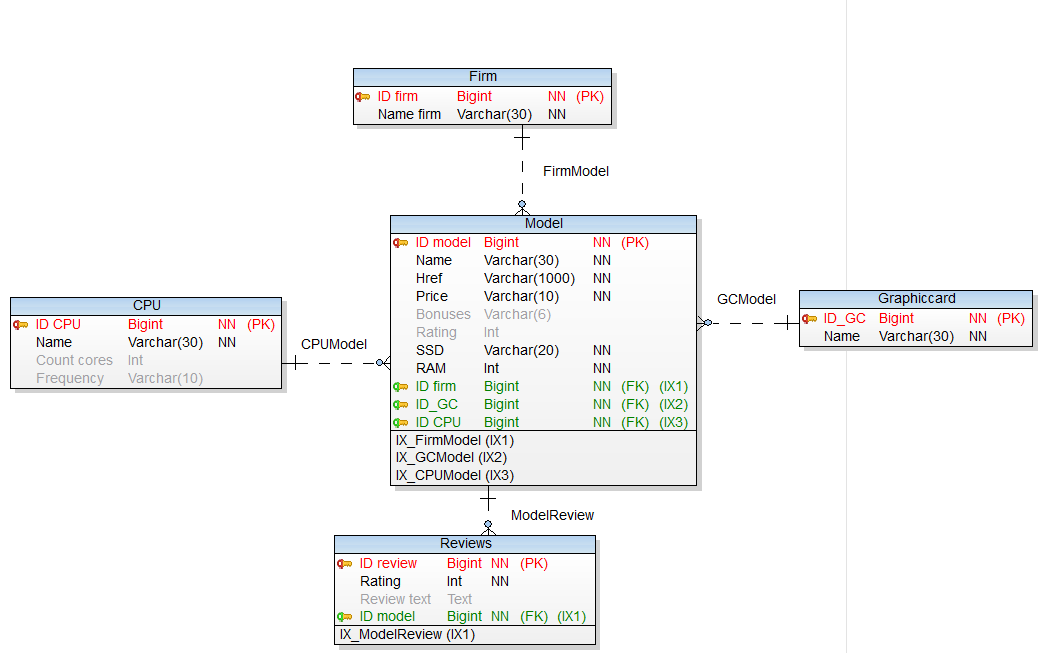 Firm
ID firm Bigint NN (PK)
Name firm Varchar(30) NN
FirmModel
Model
ID model Bigint NN (PK)
Name Varchar(30) NN
Href Varchar(1000) NN
Price Varchar(10) NN
Bonuses Varchar(6)
Rating Int
SSD Varchar(20) NN
RAM Int NN
ID firm Bigint NN (FK) (IX1)
ID_GC Bigint NN (FK) (IX2)
ID CPU Bigint NN (FK) (IX3)
IX_FirmModel (IX1)
IX_GCModel (IX2)
IX_CPUModel (IX3)
CPU
ID CPU Bigint NN (PK)
Name Varchar(30) NN
Count cores Int
Frequency Varchar(10)
CPUModel
GCModel
Graphiccard
ID_GC Bigint NN (PK)
Name Varchar(30) NN
ModelReview
Reviews
ID review Bigint NN (PK)
Rating Int NN
Review text Text
ID model Bigint NN (FK) (IX1)
IX_ModelReview (IX1)